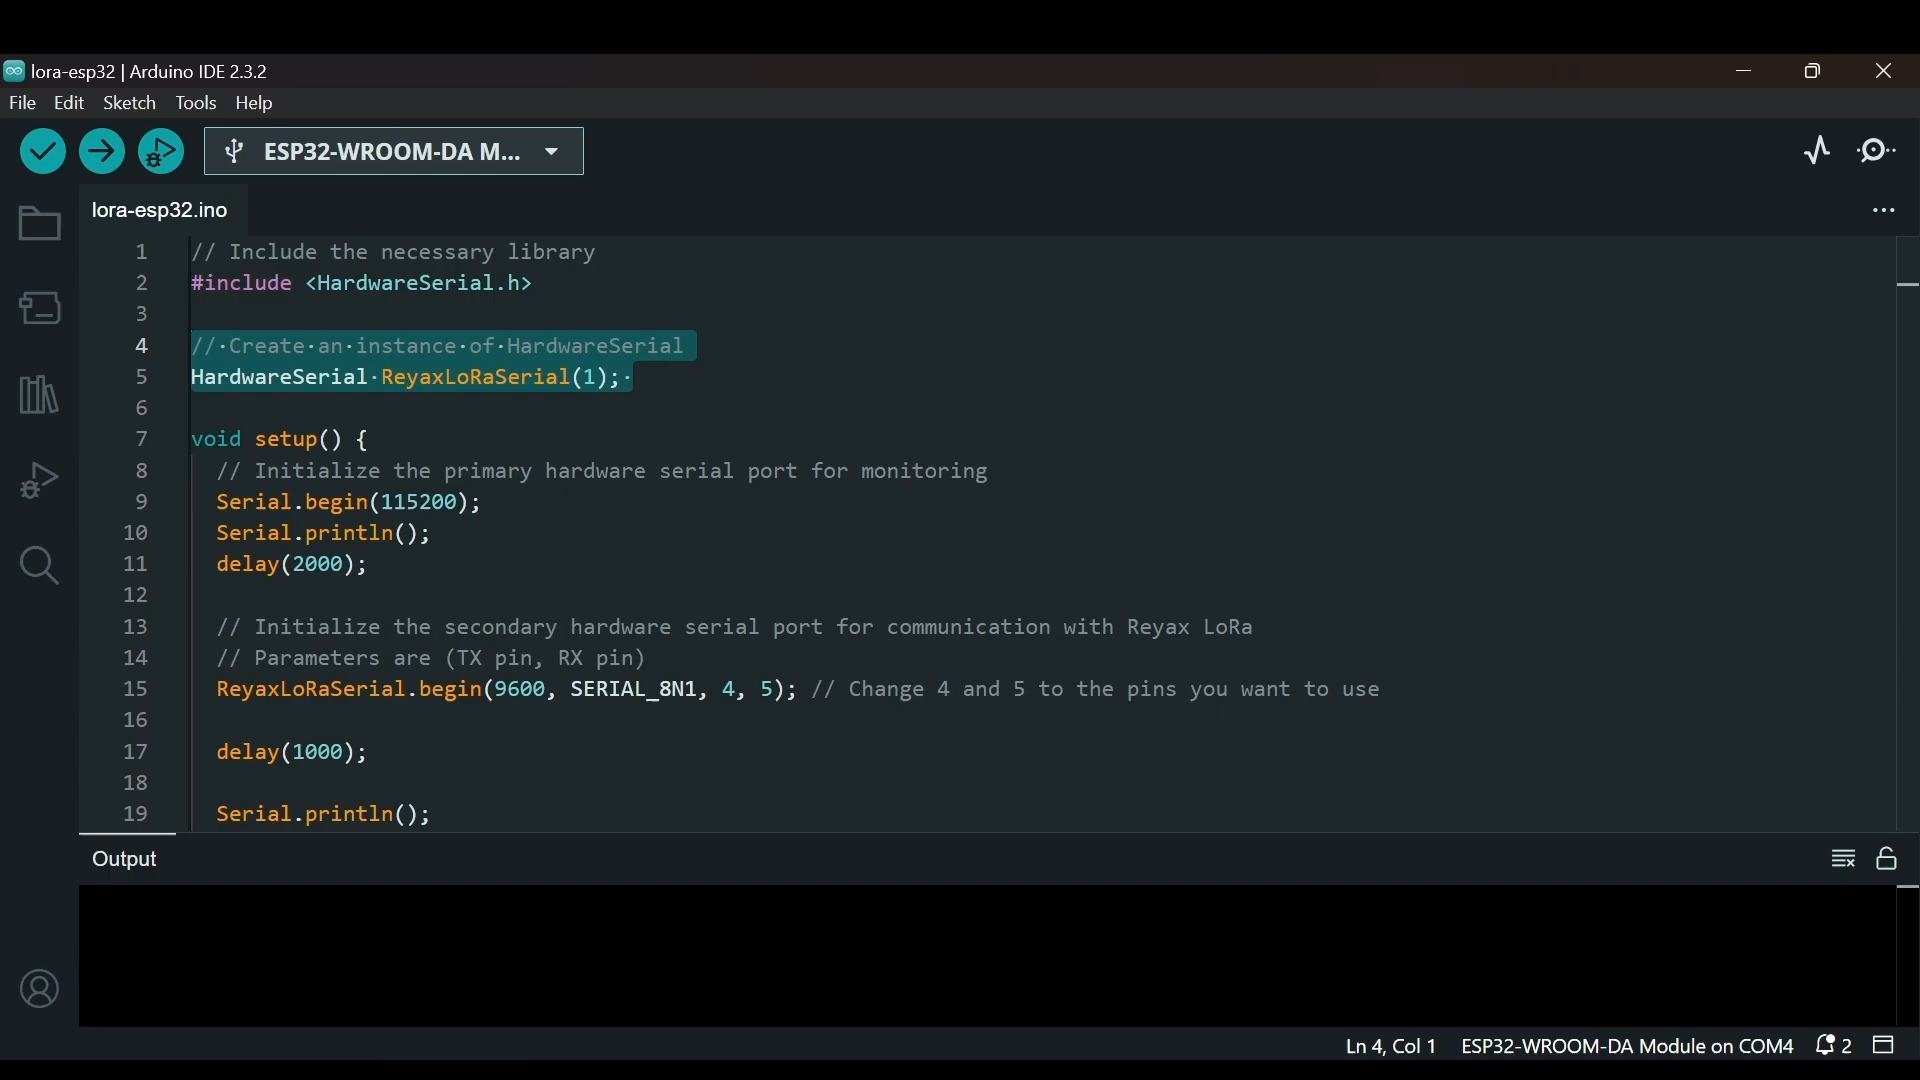 lora-esp32 | Arduino IDE 2.3.2
File Edit Sketch Tools Help
ESP32-WROOM-DA M...
lora-esp32.ino
1 // Include the necessary library
2 #include <HardwareSerial.h>
3
4 //·Create·an·instance·of·HardwareSerial
5 HardwareSerial·ReyaxLoRaSerial(1);·
6
7 void setup() {
8 // Initialize the primary hardware serial port for monitoring
9 Serial.begin(115200);
10 Serial.println();
11 delay(2000);
12
13 // Initialize the secondary hardware serial port for communication with Reyax LoRa
14 // Parameters are (TX pin, RX pin)
15 ReyaxLoRaSerial.begin(9600, SERIAL_8N1, 4, 5); // Change 4 and 5 to the pins you want to use
16
17 delay(1000);
18
19 Serial.println();
Output
Ln 4, Col 1 ESP32-WROOM-DA Module on COM4 2